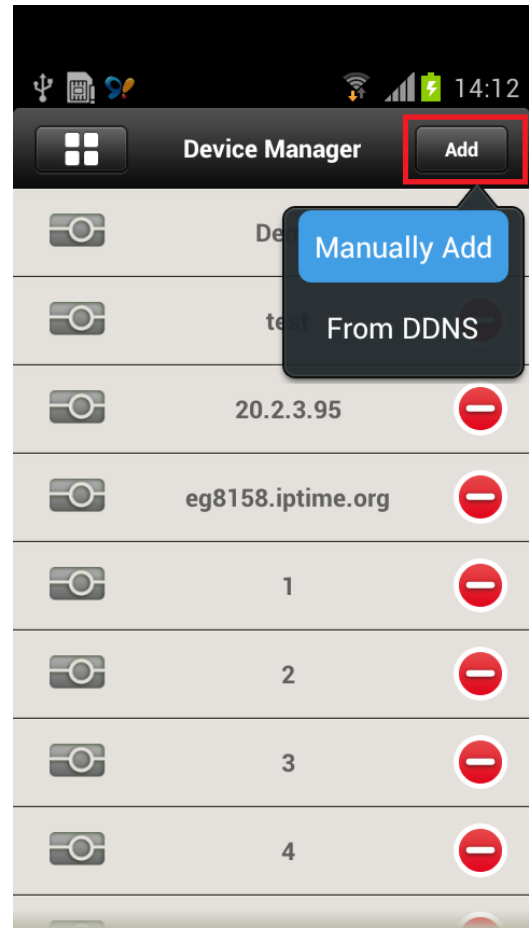 14:12
Device Manager
Add
Manually Add
From DDNS
20.2.3.95
eg8158.iptime.org
1
2
3
4